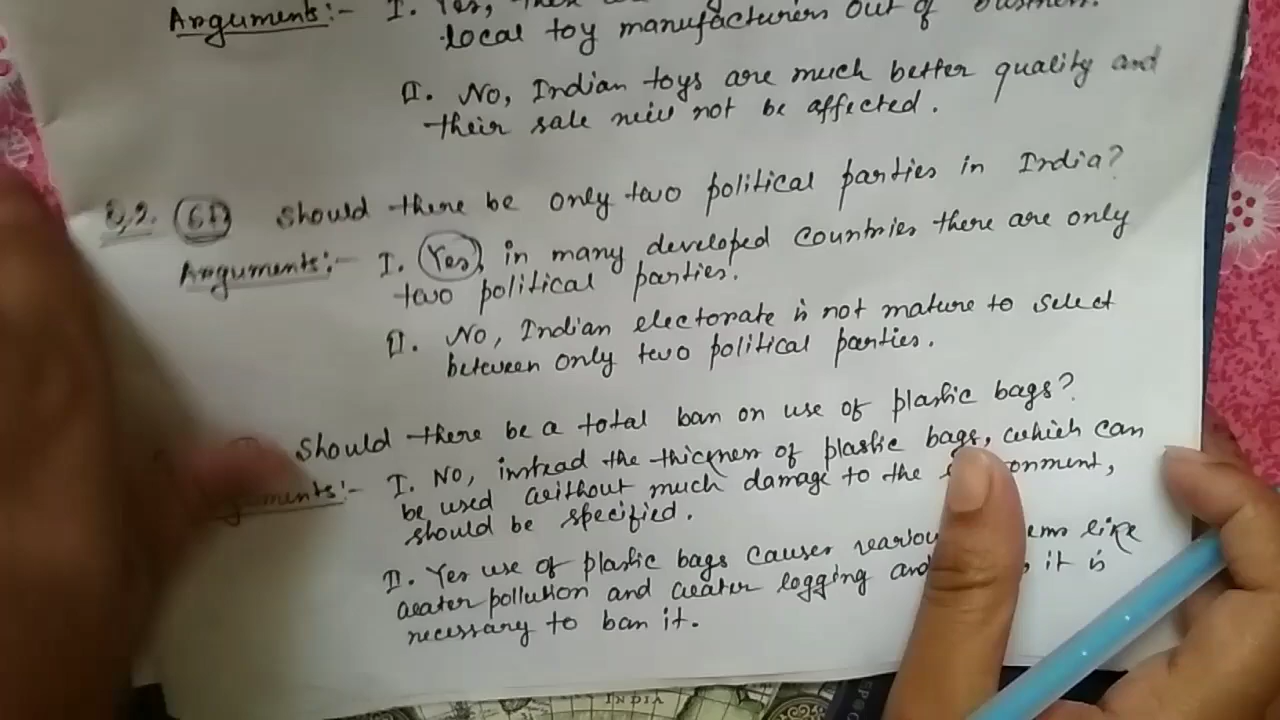 Arguments:- I. Yes,
local toy manufacturers out of business.
II. No, Indian toys are much better quality and
their sale will not be affected.
Q.2. St should there be only two political parties in India?
Arguments:- I. Yes, in many developed countries there are only
two political parties.
II. No, Indian electorate is not mature to select
between only two political parties.
Should there be a total ban on use of plastic bags?
I. No, instead the thickness of plastic bags, which can
be used without much damage to the
should be specified.
II. Yes use of plastic bags causes like
water pollution and water logging and it is
necessary to ban it.
INDIA